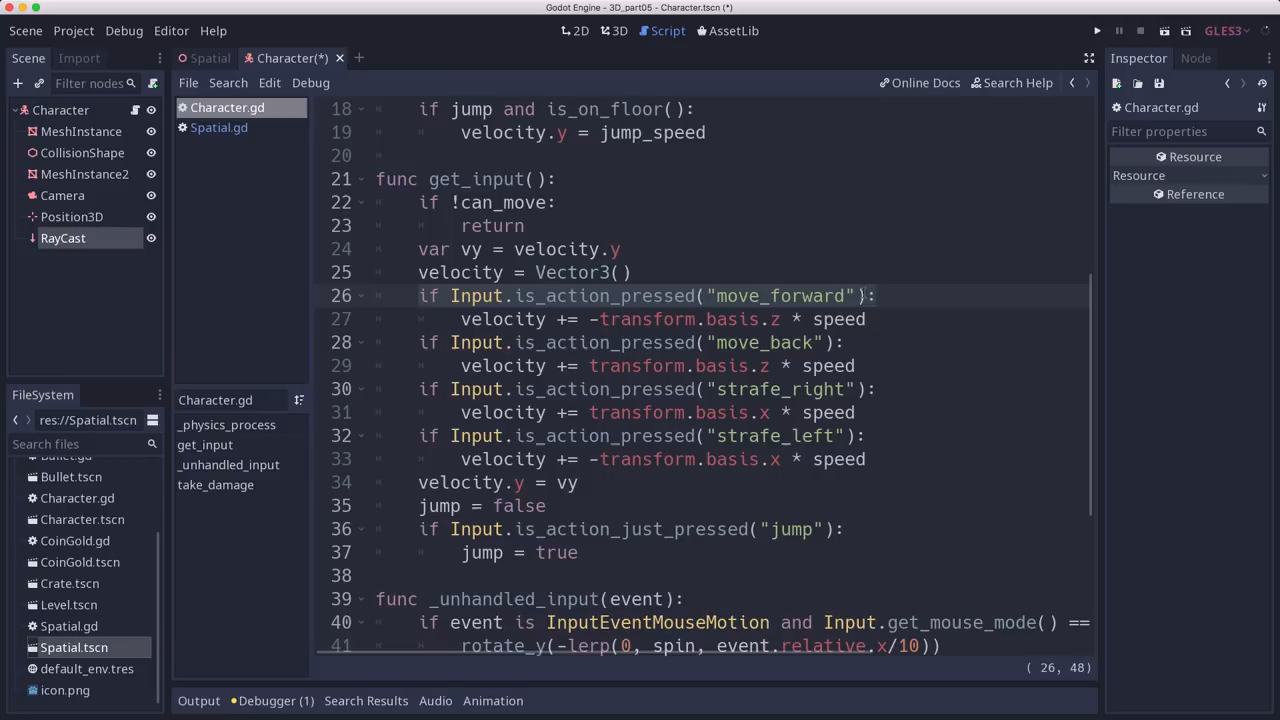 Godot Engine - 3D_part05 - Character.tscn (*)
Scene Project Debug Editor Help
2D 3D Script AssetLib
GLES3
Scene Import
Spatial Character(*)
Inspector Node
Filter nodes
File Search Edit Debug
Online Docs Search Help
Character
MeshInstance
CollisionShape
MeshInstance2
Camera
Position3D
RayCast
Character.gd
Spatial.gd
18 if jump and is_on_floor():
19 velocity.y = jump_speed
20
21 func get_input():
22 if !can_move:
23 return
24 var vy = velocity.y
25 velocity = Vector3()
26 if Input.is_action_pressed("move_forward"):
27 velocity += -transform.basis.z * speed
28 if Input.is_action_pressed("move_back"):
29 velocity += transform.basis.z * speed
30 if Input.is_action_pressed("strafe_right"):
31 velocity += transform.basis.x * speed
32 if Input.is_action_pressed("strafe_left"):
33 velocity += -transform.basis.x * speed
34 velocity.y = vy
35 jump = false
36 if Input.is_action_just_pressed("jump"):
37 jump = true
38
39 func _unhandled_input(event):
40 if event is InputEventMouseMotion and Input.get_mouse_mode() ==
41 rotate_y(-lerp(0, spin, event.relative.x/10))
( 26, 48)
Character.gd
Filter properties
Resource
Resource
Reference
FileSystem
res://Spatial.tscn
Search files
Bullet.gd
Bullet.tscn
Character.gd
Character.tscn
CoinGold.gd
CoinGold.tscn
Crate.tscn
Level.tscn
Spatial.gd
Spatial.tscn
default_env.tres
icon.png
Character.gd
_physics_process
get_input
_unhandled_input
take_damage
Output Debugger (1) Search Results Audio Animation